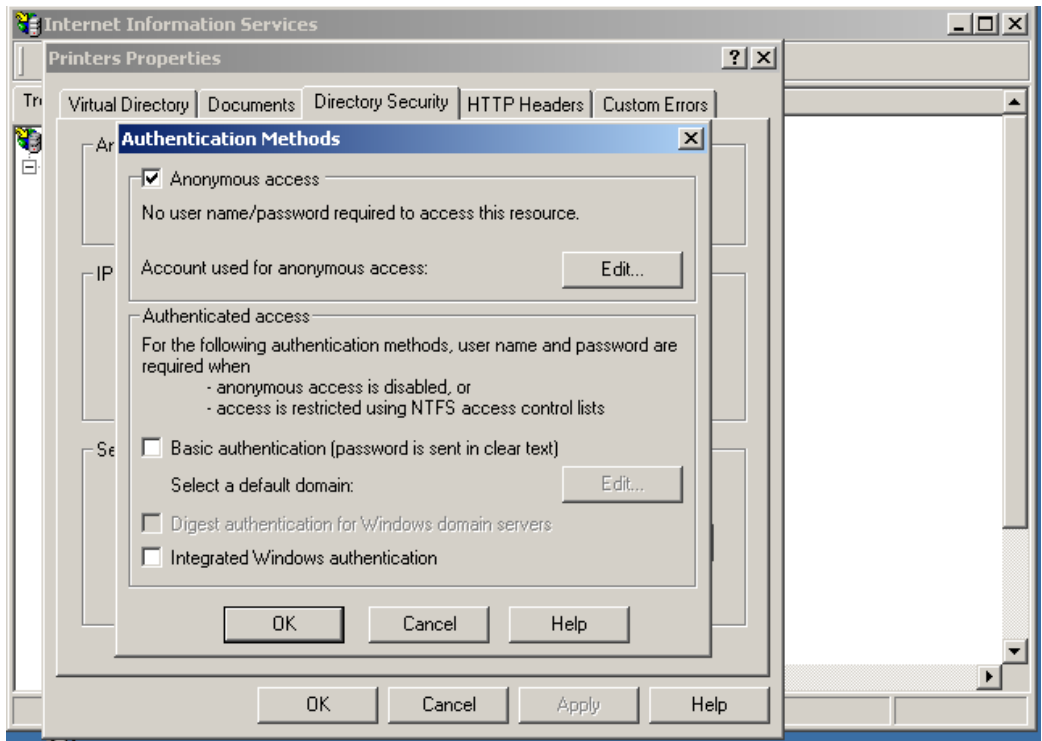 Internet Information Services
Printers Properties
Tre
Virtual Directory
Documents
Directory Security
HTTP Headers
Custom Errors
Authentication Methods
Anonymous access
No user name/password required to access this resource.
Account used for anonymous access:
Edit...
IP
Authenticated access
For the following authentication methods, user name and password are
required when
- anonymous access is disabled, or
- access is restricted using NTFS access control lists
Se
Basic authentication (password is sent in clear text)
Select a default domain:
Edit...
Digest authentication for Windows domain servers
Integrated Windows authentication
OK
Cancel
Help
OK
Cancel
Apply
Help